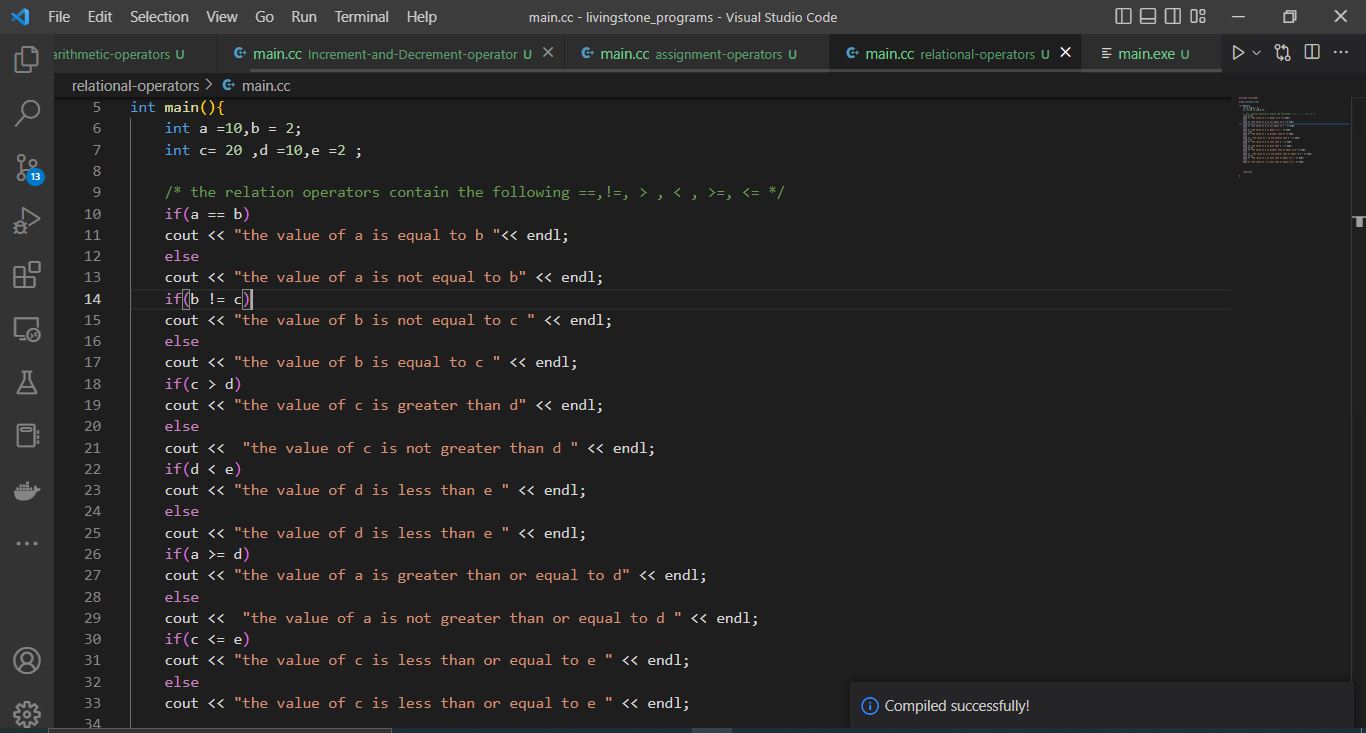 File Edit Selection View Go Run Terminal Help main.cc - livingstone_programs - Visual Studio Code
arithmetic-operators U main.cc Increment-and-Decrement-operator U main.cc assignment-operators U main.cc relational-operators U main.exe U
relational-operators > main.cc
5 int main(){
6 int a =10,b = 2;
7 int c= 20 ,d =10,e =2 ;
8
9 /* the relation operators contain the following ==,!=, > , < , >=, <= */
10 if(a == b)
11 cout << "the value of a is equal to b "<< endl;
12 else
13 cout << "the value of a is not equal to b" << endl;
14 if(b != c)
15 cout << "the value of b is not equal to c " << endl;
16 else
17 cout << "the value of b is equal to c " << endl;
18 if(c > d)
19 cout << "the value of c is greater than d" << endl;
20 else
21 cout <<  "the value of c is not greater than d " << endl;
22 if(d < e)
23 cout << "the value of d is less than e " << endl;
24 else
25 cout << "the value of d is less than e " << endl;
26 if(a >= d)
27 cout << "the value of a is greater than or equal to d" << endl;
28 else
29 cout <<  "the value of a is not greater than or equal to d " << endl;
30 if(c <= e)
31 cout << "the value of c is less than or equal to e " << endl;
32 else
33 cout << "the value of c is less than or equal to e " << endl;
34
13
Compiled successfully!